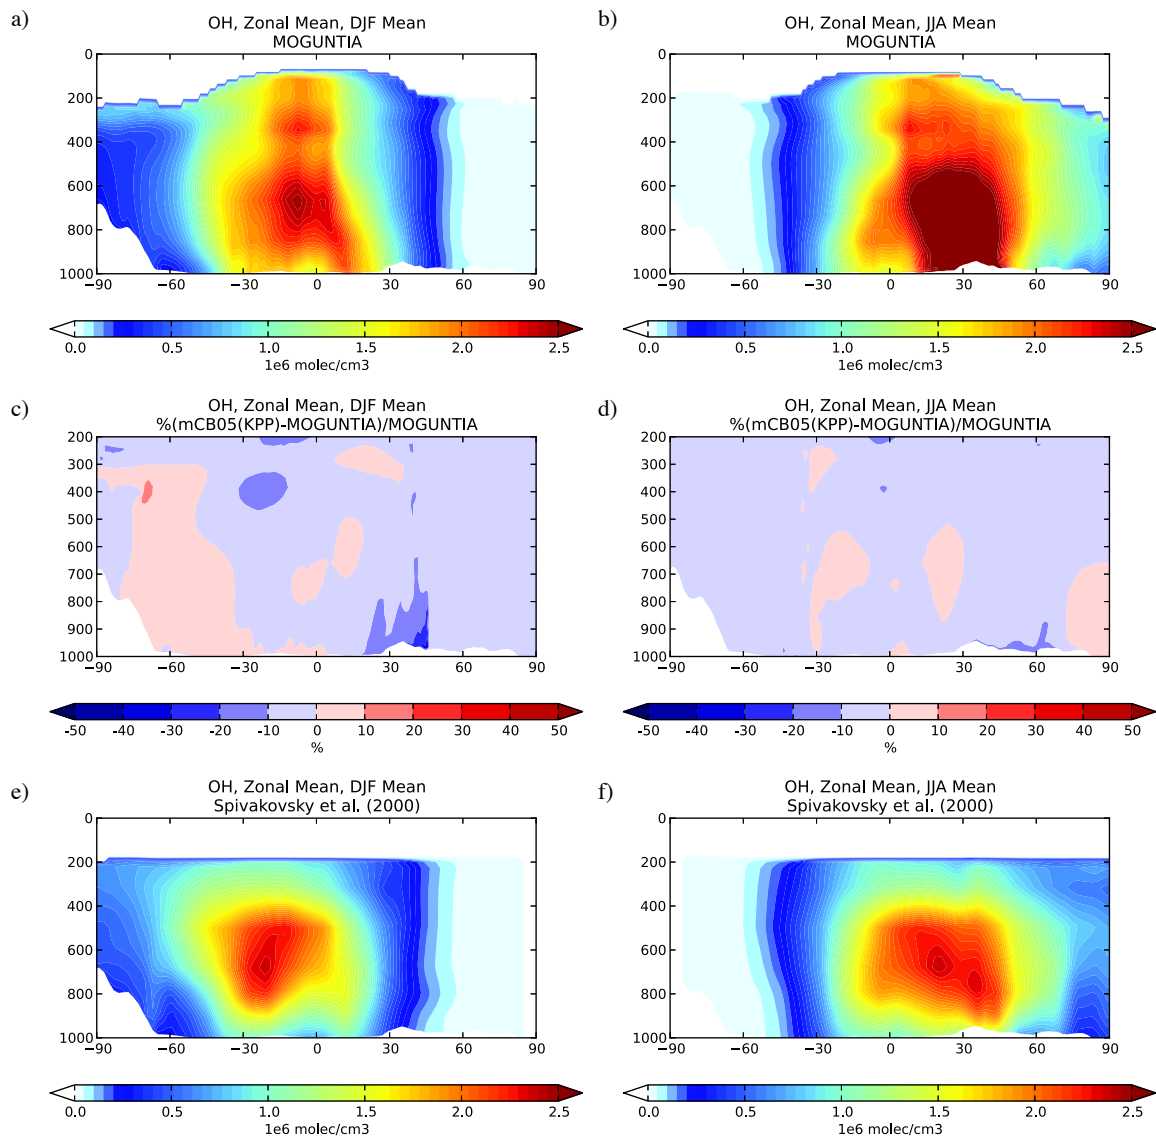 a)
OH, Zonal Mean, DJF Mean
MOGUNTIA
0
200
400
600
800
1000
−90 −60 −30 0 30 60 90
0.0 0.5 1.0 1.5 2.0 2.5
1e6 molec/cm3
b)
OH, Zonal Mean, JJA Mean
MOGUNTIA
0
200
400
600
800
1000
−90 −60 −30 0 30 60 90
0.0 0.5 1.0 1.5 2.0 2.5
1e6 molec/cm3
c)
OH, Zonal Mean, DJF Mean
%(mCB05(KPP)-MOGUNTIA)/MOGUNTIA
200
300
400
500
600
700
800
900
1000
−90 −60 −30 0 30 60 90
-50 -40 -30 -20 -10 0 10 20 30 40 50
%
d)
OH, Zonal Mean, JJA Mean
%(mCB05(KPP)-MOGUNTIA)/MOGUNTIA
200
300
400
500
600
700
800
900
1000
−90 −60 −30 0 30 60 90
-50 -40 -30 -20 -10 0 10 20 30 40 50
%
e)
OH, Zonal Mean, DJF Mean
Spivakovsky et al. (2000)
0
200
400
600
800
1000
−90 −60 −30 0 30 60 90
0.0 0.5 1.0 1.5 2.0 2.5
1e6 molec/cm3
f)
OH, Zonal Mean, JJA Mean
Spivakovsky et al. (2000)
0
200
400
600
800
1000
−90 −60 −30 0 30 60 90
0.0 0.5 1.0 1.5 2.0 2.5
1e6 molec/cm3